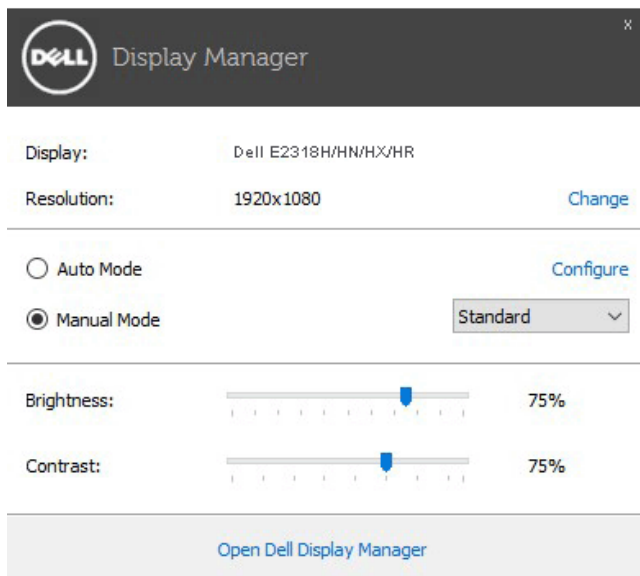 DELL Display Manager x
Display: Dell E2318H/HN/HX/HR
Resolution: 1920x1080 Change
Auto Mode Configure
Manual Mode Standard
Brightness: 75%
Contrast: 75%
Open Dell Display Manager